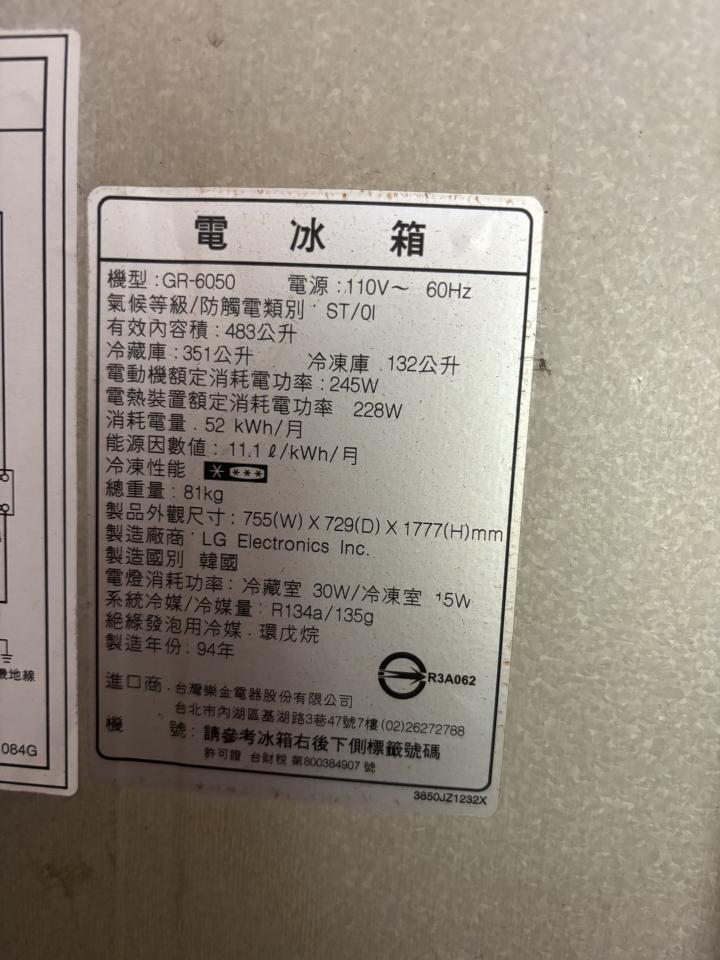 電 冰 箱
機型:GR-6050 電源:110V～ 60Hz
氣候等級/防觸電類別:ST/0I
有效內容積:483公升
冷藏庫:351公升 冷凍庫:132公升
電動機額定消耗電功率:245W
電熱裝置額定消耗電功率 228W
消耗電量:52 kWh/月
能源因數值:11.1 ℓ/kWh/月
冷凍性能 * ***
總重量:81kg
製品外觀尺寸:755(W) X 729(D) X 1777(H)mm
製造廠商:LG Electronics Inc.
製造國別 韓國
電燈消耗功率:冷藏室 30W/冷凍室 15W
系統冷媒/冷媒量:R134a/135g
絕緣發泡用冷媒:環戊烷
製造年份:94年
R3A062
進口商:台灣樂金電器股份有限公司
台北市內湖區基湖路3巷47號7樓 (02)26272788
機 號:請參考冰箱右後下側標籤號碼
許可證 台財稅 第800384907 號
3850JZ1232X
地線
084G